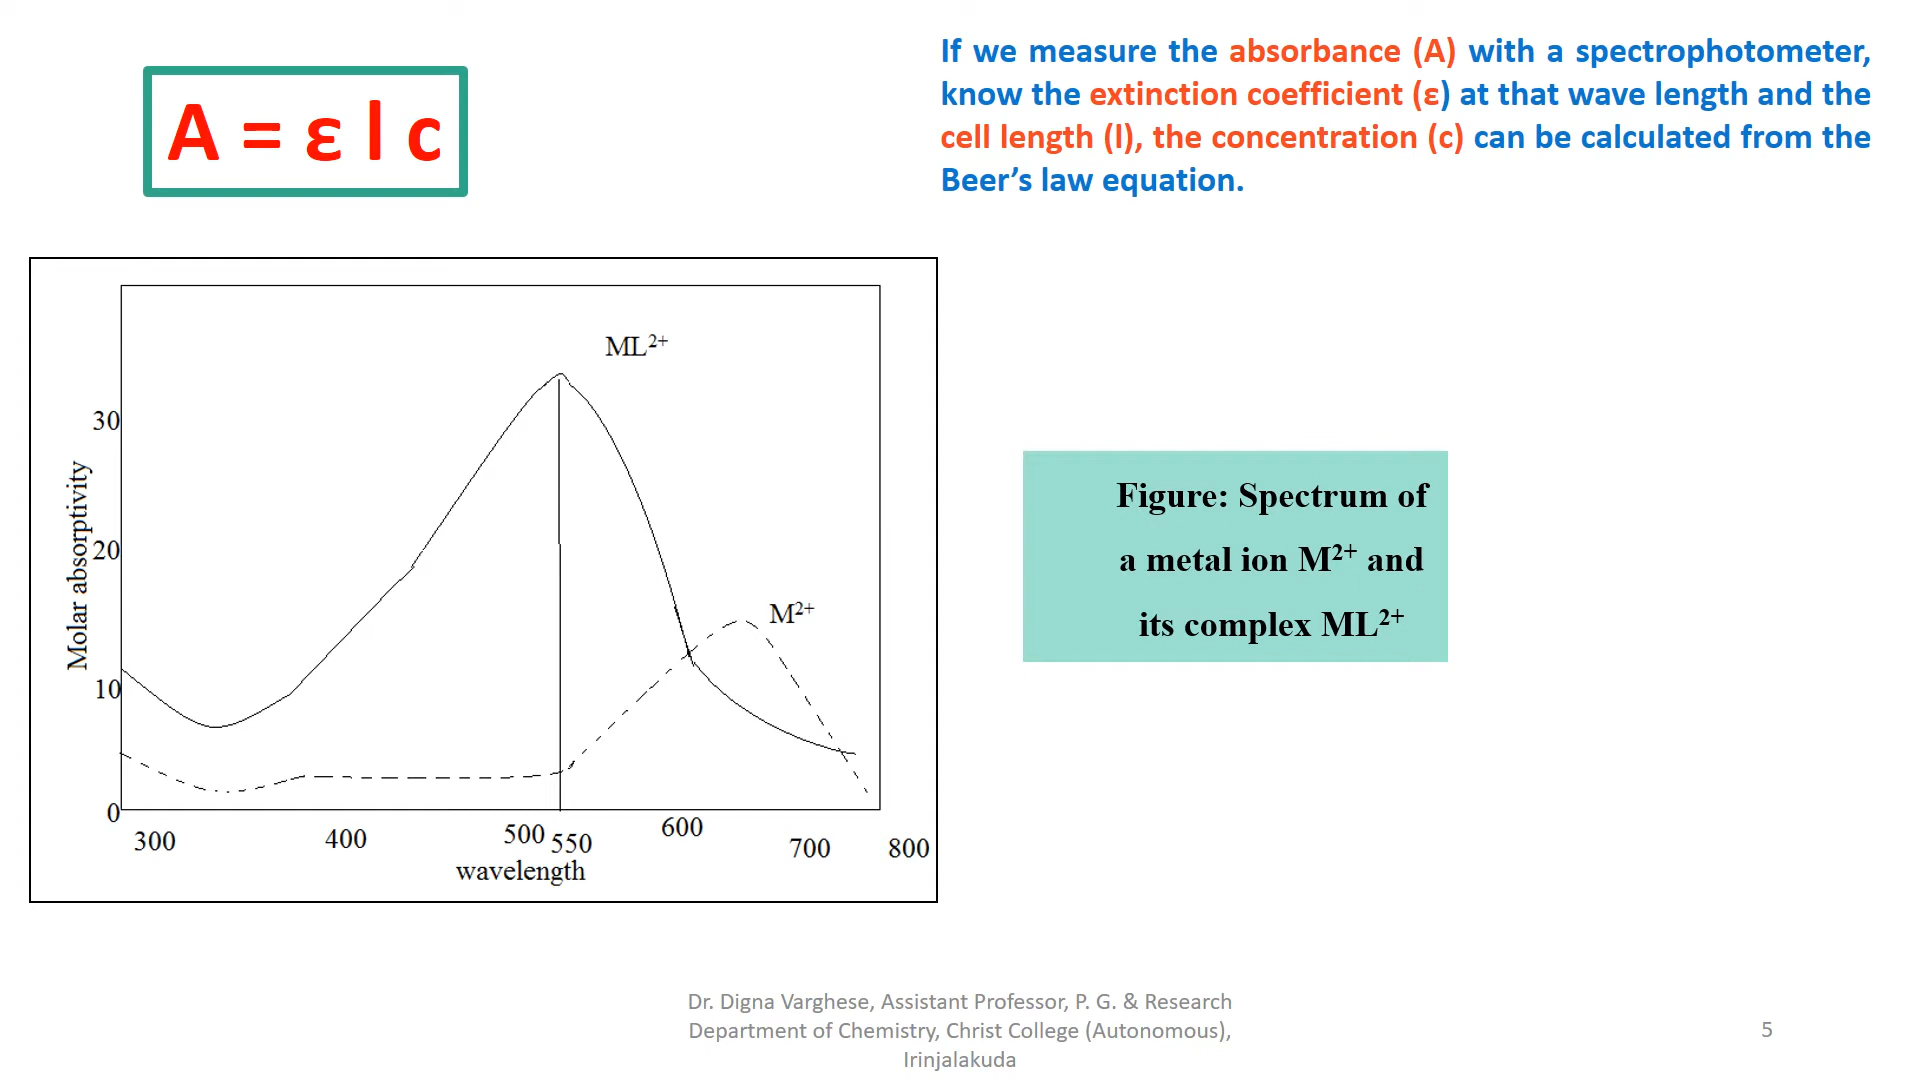 A = ε l c
If we measure the absorbance (A) with a spectrophotometer,
know the extinction coefficient (ε) at that wave length and the
cell length (l), the concentration (c) can be calculated from the
Beer’s law equation.
ML²⁺
30
Molar absorptivity
20
M²⁺
10
0
300 400 500 550 600 700 800
wavelength
Figure: Spectrum of
a metal ion M²⁺ and
its complex ML²⁺
Dr. Digna Varghese, Assistant Professor, P. G. & Research
Department of Chemistry, Christ College (Autonomous),
Irinjalakuda
5